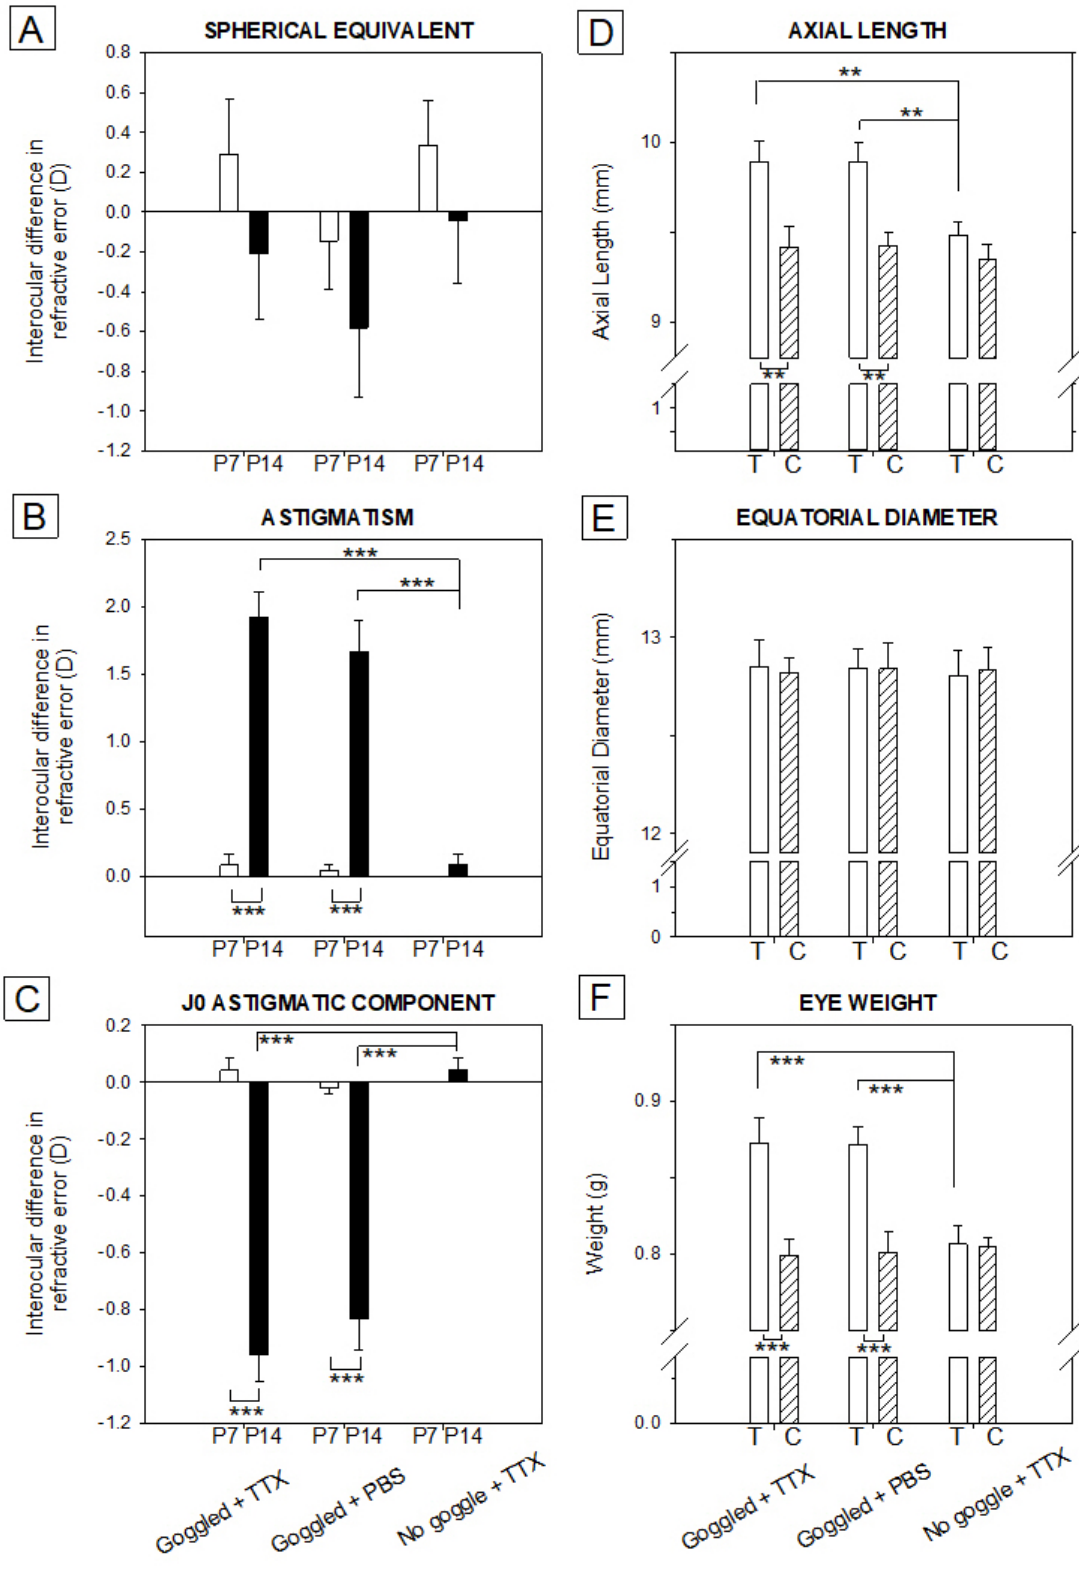 A
SPHERICAL EQUIVALENT
Interocular difference in
refractive error (D)
0.8
0.6
0.4
0.2
0.0
-0.2
-0.4
-0.6
-0.8
-1.0
-1.2
P7 P14 P7 P14 P7 P14
B
ASTIGMATISM
Interocular difference in
refractive error (D)
2.5
2.0
1.5
1.0
0.5
0.0
***
***
*** ***
P7 P14 P7 P14 P7 P14
C
J0 ASTIGMATIC COMPONENT
Interocular difference in
refractive error (D)
0.2
0.0
-0.2
-0.4
-0.6
-0.8
-1.0
-1.2
***
***
***
***
P7 P14 P7 P14 P7 P14
Goggled + TTX
Goggled + PBS
No goggle + TTX
D
AXIAL LENGTH
Axial Length (mm)
10
9
1
**
**
** **
T C T C T C
E
EQUATORIAL DIAMETER
Equatorial Diameter (mm)
13
12
1
0
T C T C T C
F
EYE WEIGHT
Weight (g)
0.9
0.8
0.0
***
***
*** ***
T C T C T C
Goggled + TTX
Goggled + PBS
No goggle + TTX